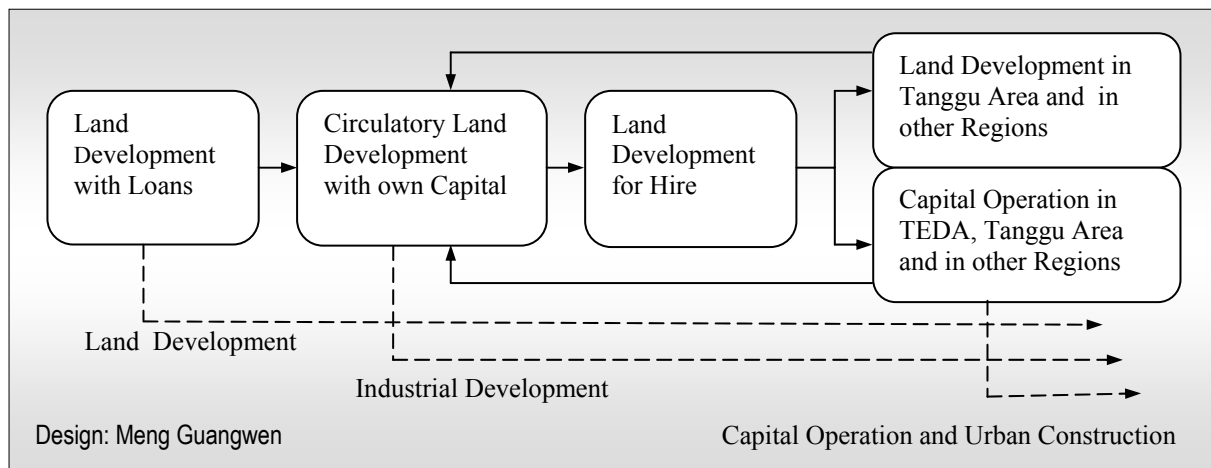 Land
Development
with Loans
Circulatory Land
Development
with own Capital
Land
Development
for Hire
Land Development in
Tanggu Area and in
other Regions
Capital Operation in
TEDA, Tanggu Area
and in other Regions
Land Development
Industrial Development
Design: Meng Guangwen
Capital Operation and Urban Construction